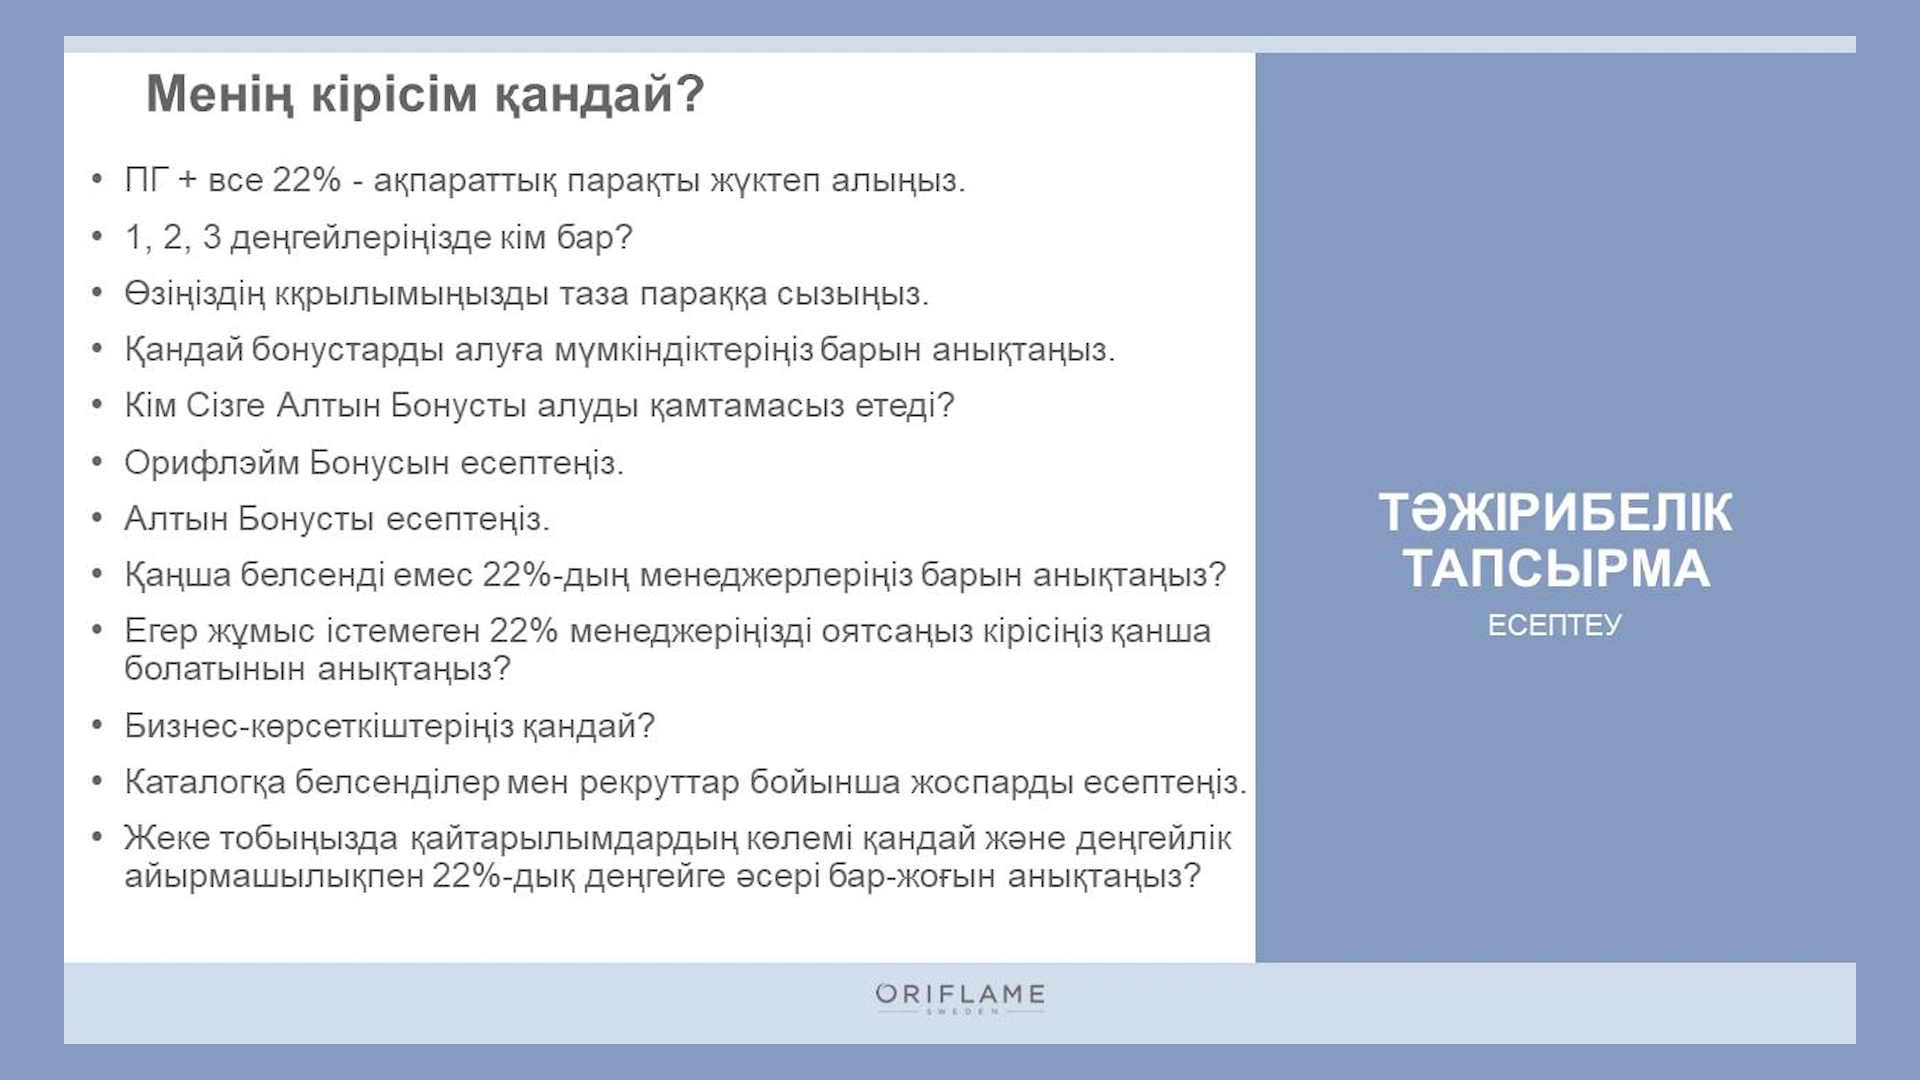 Менің кірісім қандай?
• ПГ + все 22% - ақпараттық парақты жүктеп алыңыз.
• 1, 2, 3 деңгейлеріңізде кім бар?
• Өзіңіздің кқрылымыңызды таза параққа сызыңыз.
• Қандай бонустарды алуға мүмкіндіктеріңіз барын анықтаңыз.
• Кім Сізге Алтын Бонусты алуды қамтамасыз етеді?
• Орифлэйм Бонусын есептеңіз.
• Алтын Бонусты есептеңіз.
• Қаңша белсенді емес 22%-дың менеджерлеріңіз барын анықтаңыз?
• Егер жұмыс істемеген 22% менеджеріңізді оятсаңыз кірісіңіз қанша
болатынын анықтаңыз?
• Бизнес-көрсеткіштеріңіз қандай?
• Каталогқа белсенділер мен рекруттар бойынша жоспарды есептеңіз.
• Жеке тобыңызда қайтарылымдардың көлемі қандай және деңгейлік
айырмашылықпен 22%-дық деңгейге әсері бар-жоғын анықтаңыз?
ТӘЖІРИБЕЛІК
ТАПСЫРМА
ЕСЕПТЕУ
ORIFLAME
SWEDEN